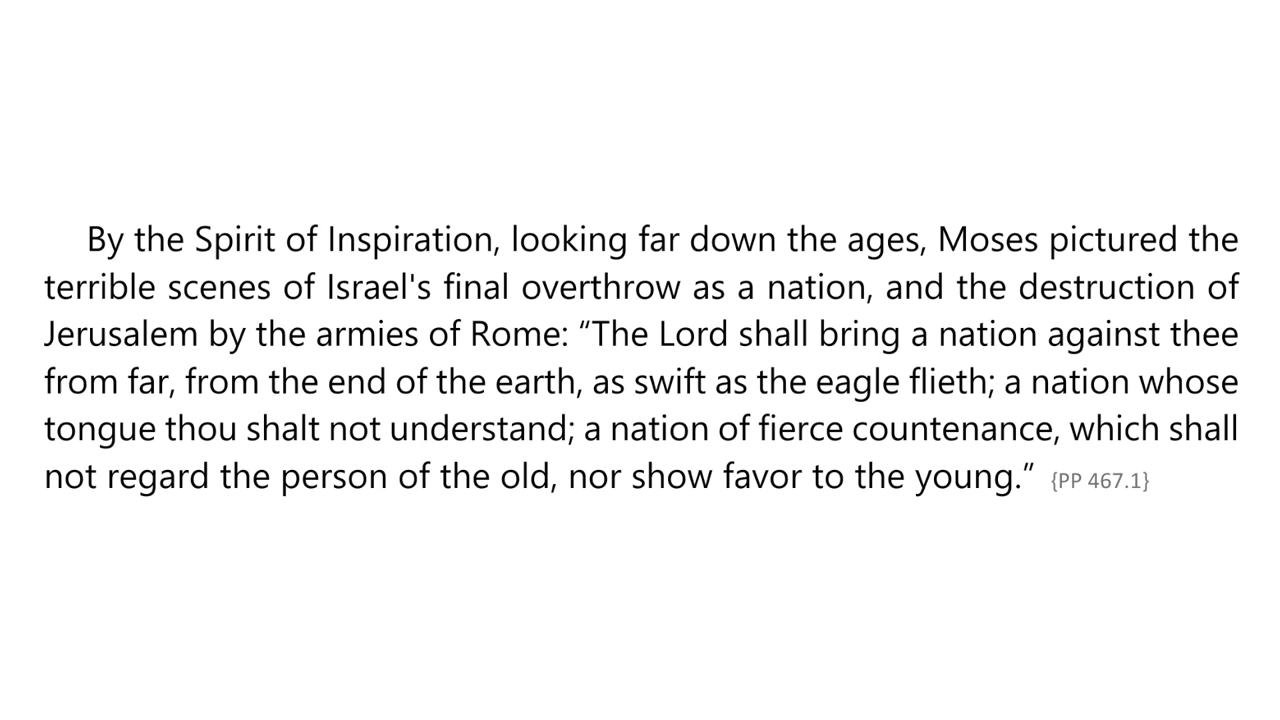 By the Spirit of Inspiration, looking far down the ages, Moses pictured the
terrible scenes of Israel's final overthrow as a nation, and the destruction of
Jerusalem by the armies of Rome: “The Lord shall bring a nation against thee
from far, from the end of the earth, as swift as the eagle flieth; a nation whose
tongue thou shalt not understand; a nation of fierce countenance, which shall
not regard the person of the old, nor show favor to the young.” {PP 467.1}